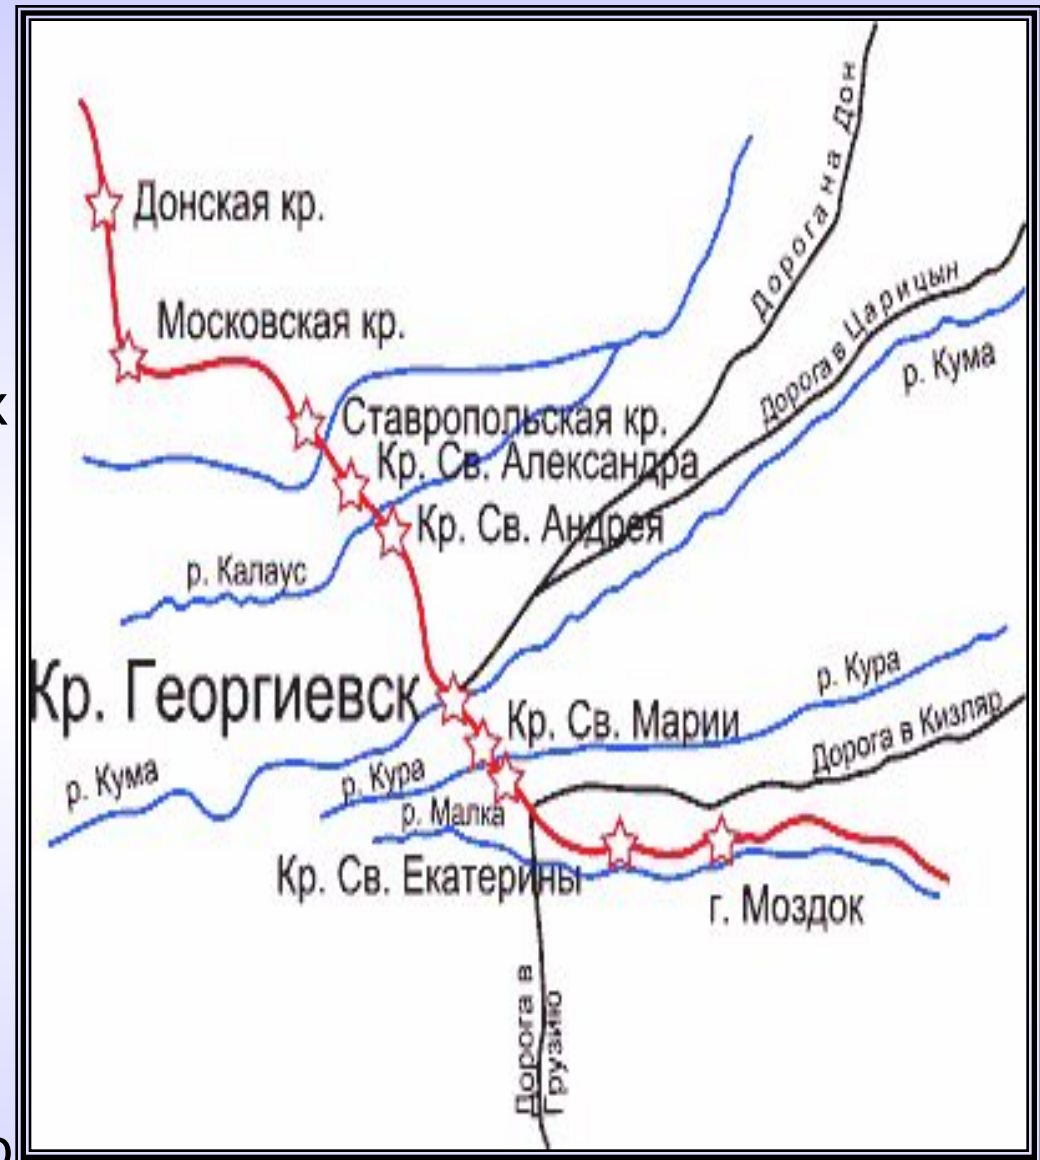 Дорога на Дон
Донская кр.
Дорога в Царицын
Московская кр.
р. Кума
к
Ставропольская кр.
Кр. Св. Александра
Кр. Св. Андрея
р. Калаус
Кр. Георгиевск
р. Кура
Кр. Св. Марии
Дорога в Кизляр
р. Кума
р. Кура
р. Малка
Кр. Св. Екатерины
г. Моздок
Дорога в
Грузию